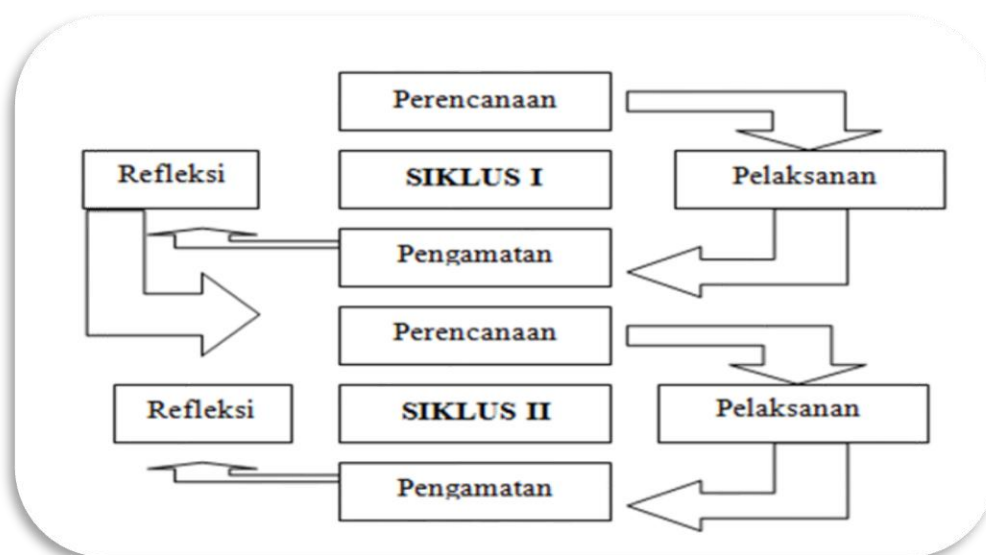 Perencanaan
Refleksi
SIKLUS I
Pelaksanan
Pengamatan
Perencanaan
Refleksi
SIKLUS II
Pelaksanan
Pengamatan